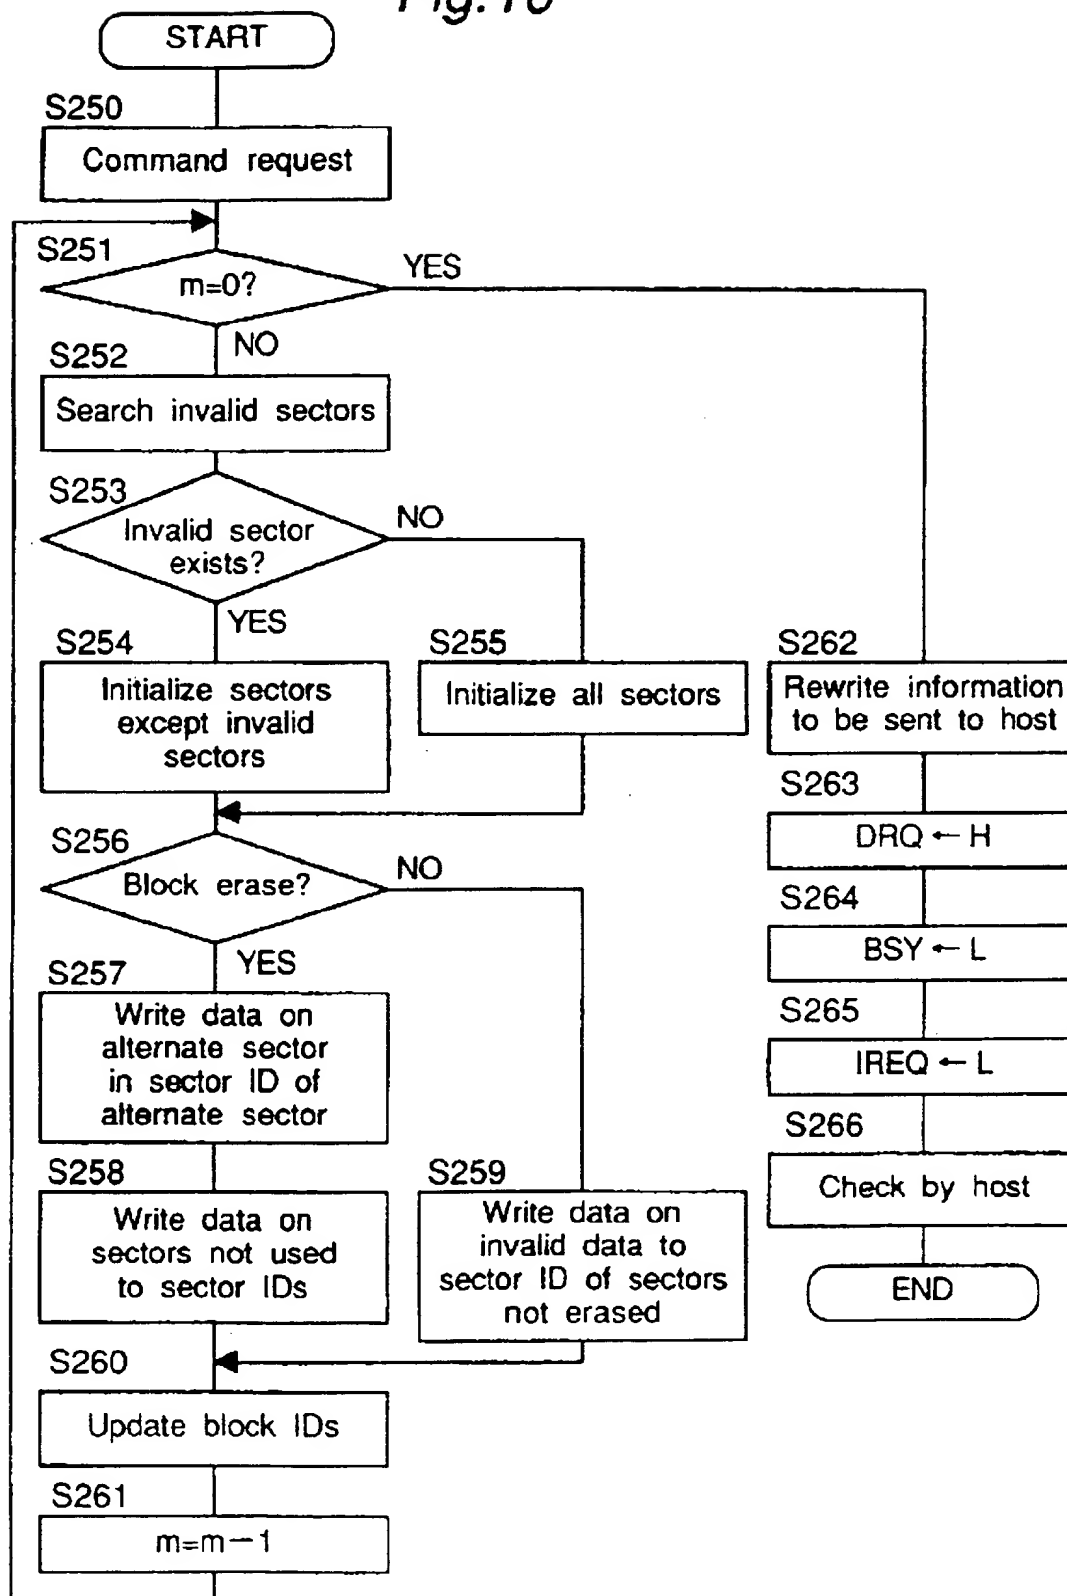 START
S250
Command request
S251
m=0?
YES
NO
S252
Search invalid sectors
S253
Invalid sector
exists?
NO
YES
S254
Initialize sectors
except invalid
sectors
S255
Initialize all sectors
S256
Block erase?
NO
YES
S257
Write data on
alternate sector
in sector ID of
alternate sector
S258
Write data on
sectors not used
to sector IDs
S259
Write data on
invalid data to
sector ID of sectors
not erased
S260
Update block IDs
S261
m=m−1
S262
Rewrite information
to be sent to host
S263
DRQ ← H
S264
BSY ← L
S265
IREQ ← L
S266
Check by host
END